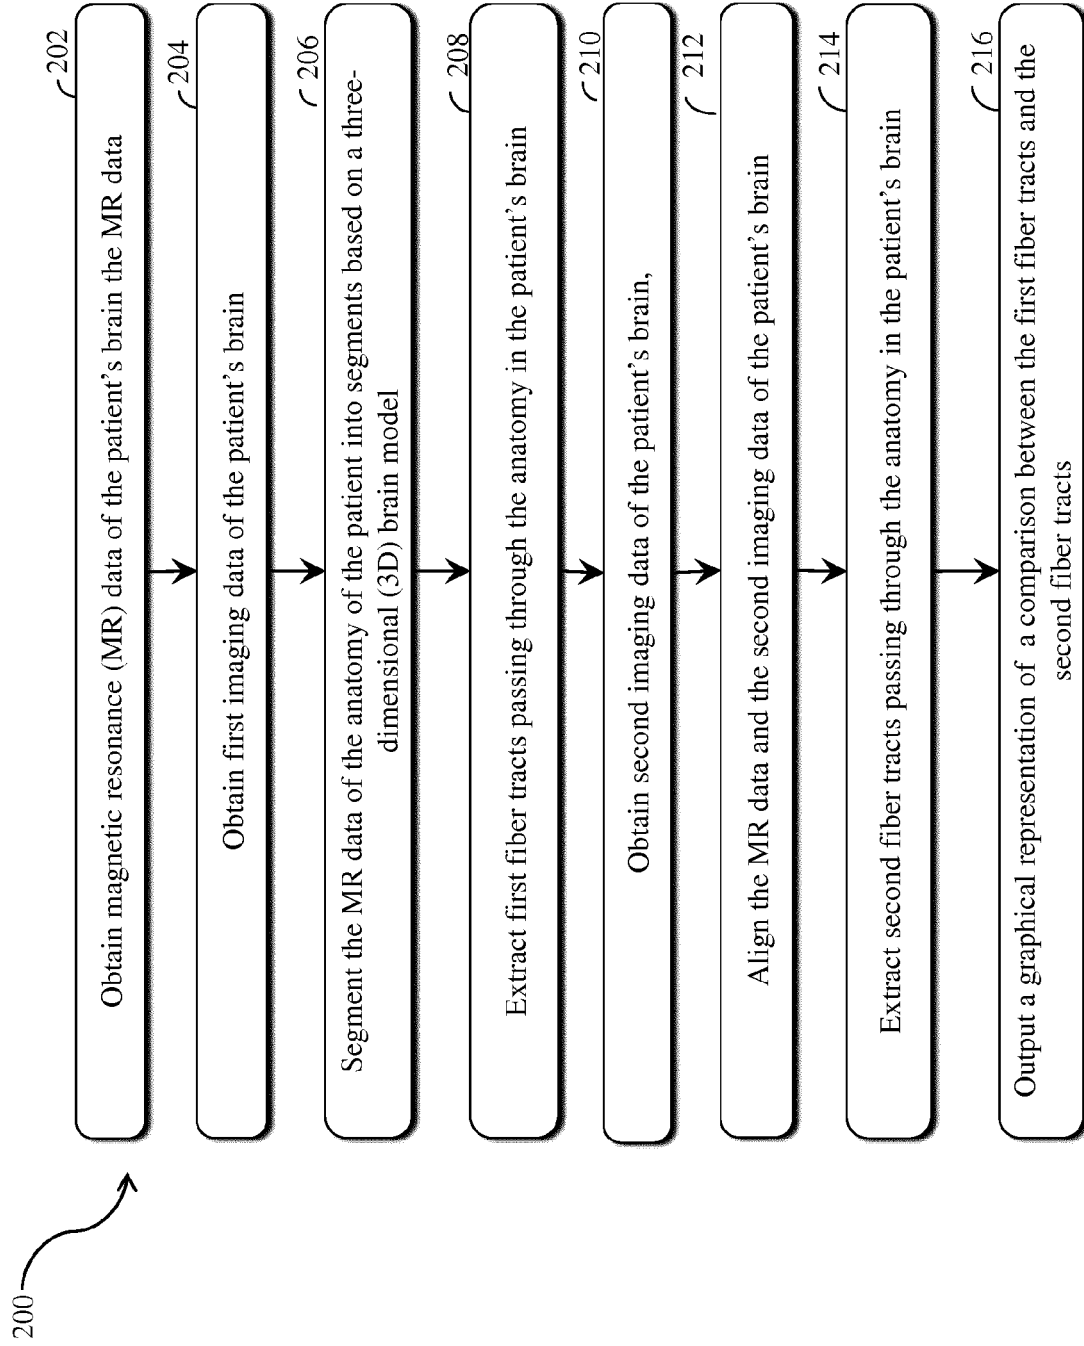 200
202
Obtain magnetic resonance (MR) data of the patient's brain the MR data
204
Obtain first imaging data of the patient's brain
206
Segment the MR data of the anatomy of the patient into segments based on a three-
dimensional (3D) brain model
208
Extract first fiber tracts passing through the anatomy in the patient's brain
210
Obtain second imaging data of the patient's brain,
212
Align the MR data and the second imaging data of the patient's brain
214
Extract second fiber tracts passing through the anatomy in the patient's brain
216
Output a graphical representation of a comparison between the first fiber tracts and the
second fiber tracts